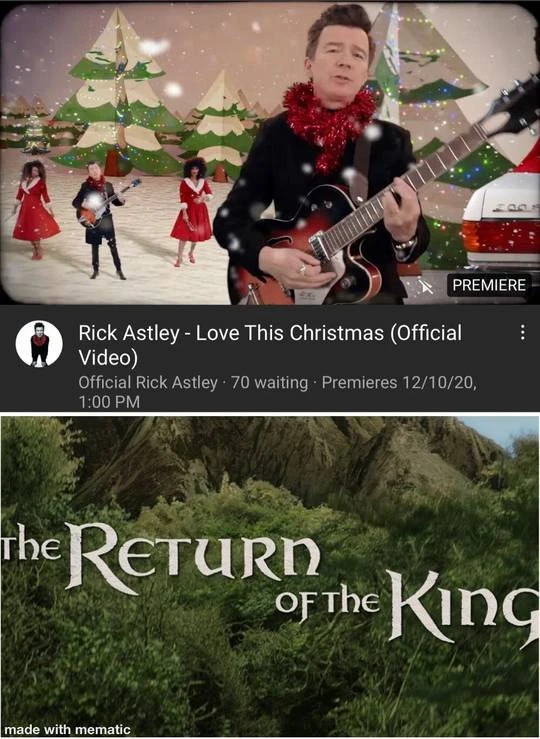 PREMIERE
Rick Astley - Love This Christmas (Official
Video)
Official Rick Astley · 70 waiting · Premieres 12/10/20,
1:00 PM
The Return
of the King
made with mematic